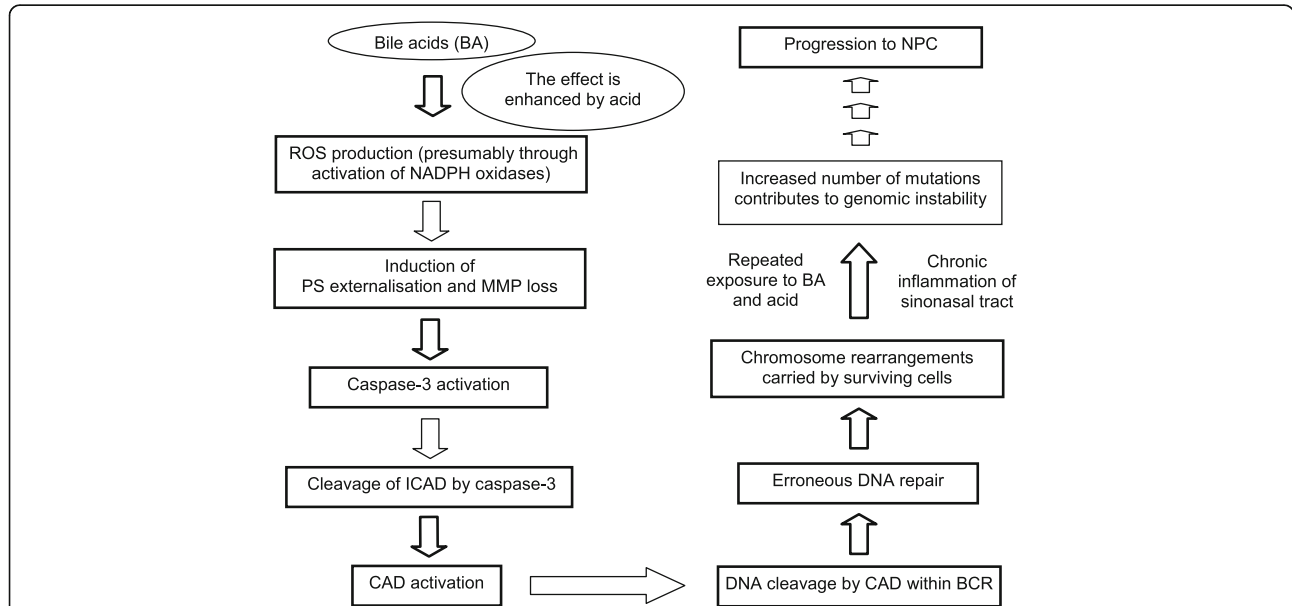 Bile acids (BA)
The effect is
enhanced by acid
ROS production (presumably through
activation of NADPH oxidases)
Induction of
PS externalisation and MMP loss
Caspase-3 activation
Cleavage of ICAD by caspase-3
CAD activation
DNA cleavage by CAD within BCR
Erroneous DNA repair
Chromosome rearrangements
carried by surviving cells
Repeated
exposure to BA
and acid
Chronic
inflammation of
sinonasal tract
Increased number of mutations
contributes to genomic instability
Progression to NPC